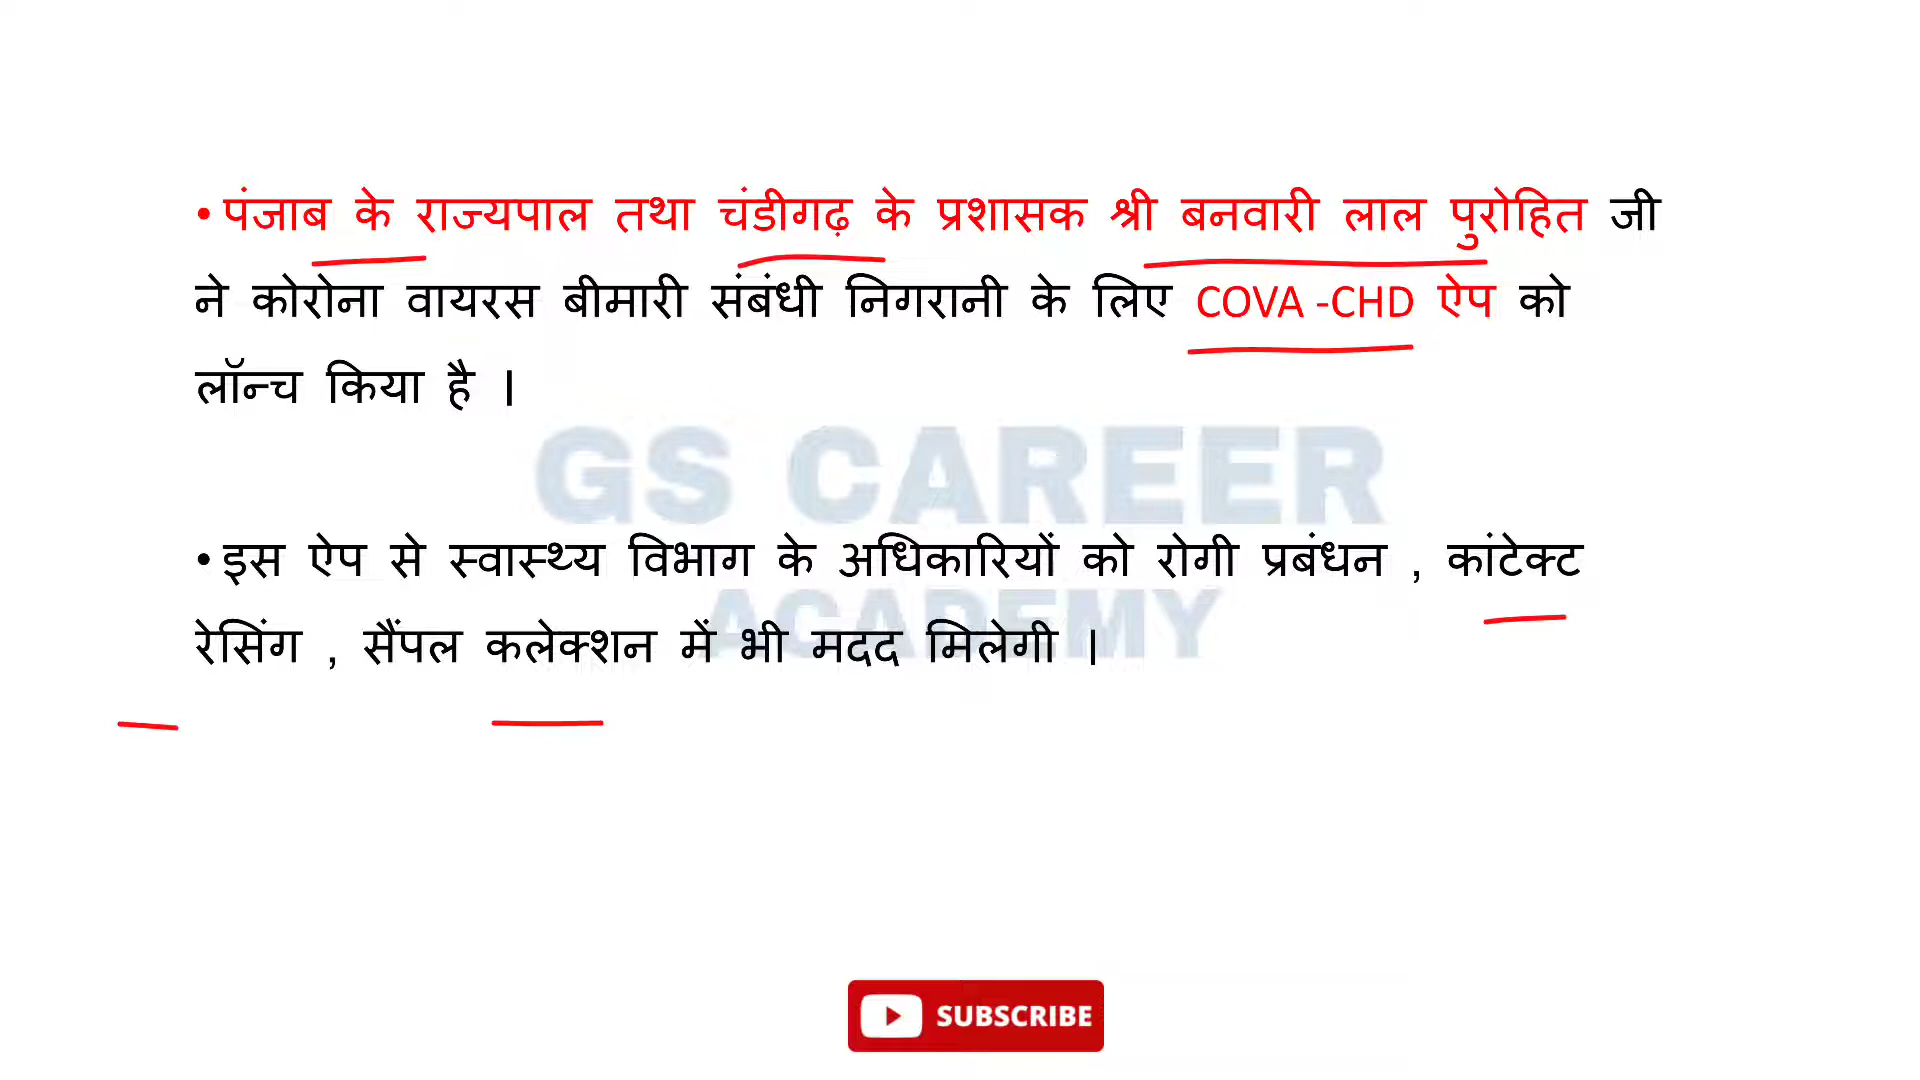 • पंजाब के राज्यपाल तथा चंडीगढ़ के प्रशासक श्री बनवारी लाल पुरोहित जी
ने कोरोना वायरस बीमारी संबंधी निगरानी के लिए COVA -CHD ऐप को
लॉन्च किया है ।
GS CAREER
• इस ऐप से स्वास्थ्य विभाग के अधिकारियों को रोगी प्रबंधन , कांटेक्ट
ACADEMY
रेसिंग , सैंपल कलेक्शन में भी मदद मिलेगी ।
SUBSCRIBE